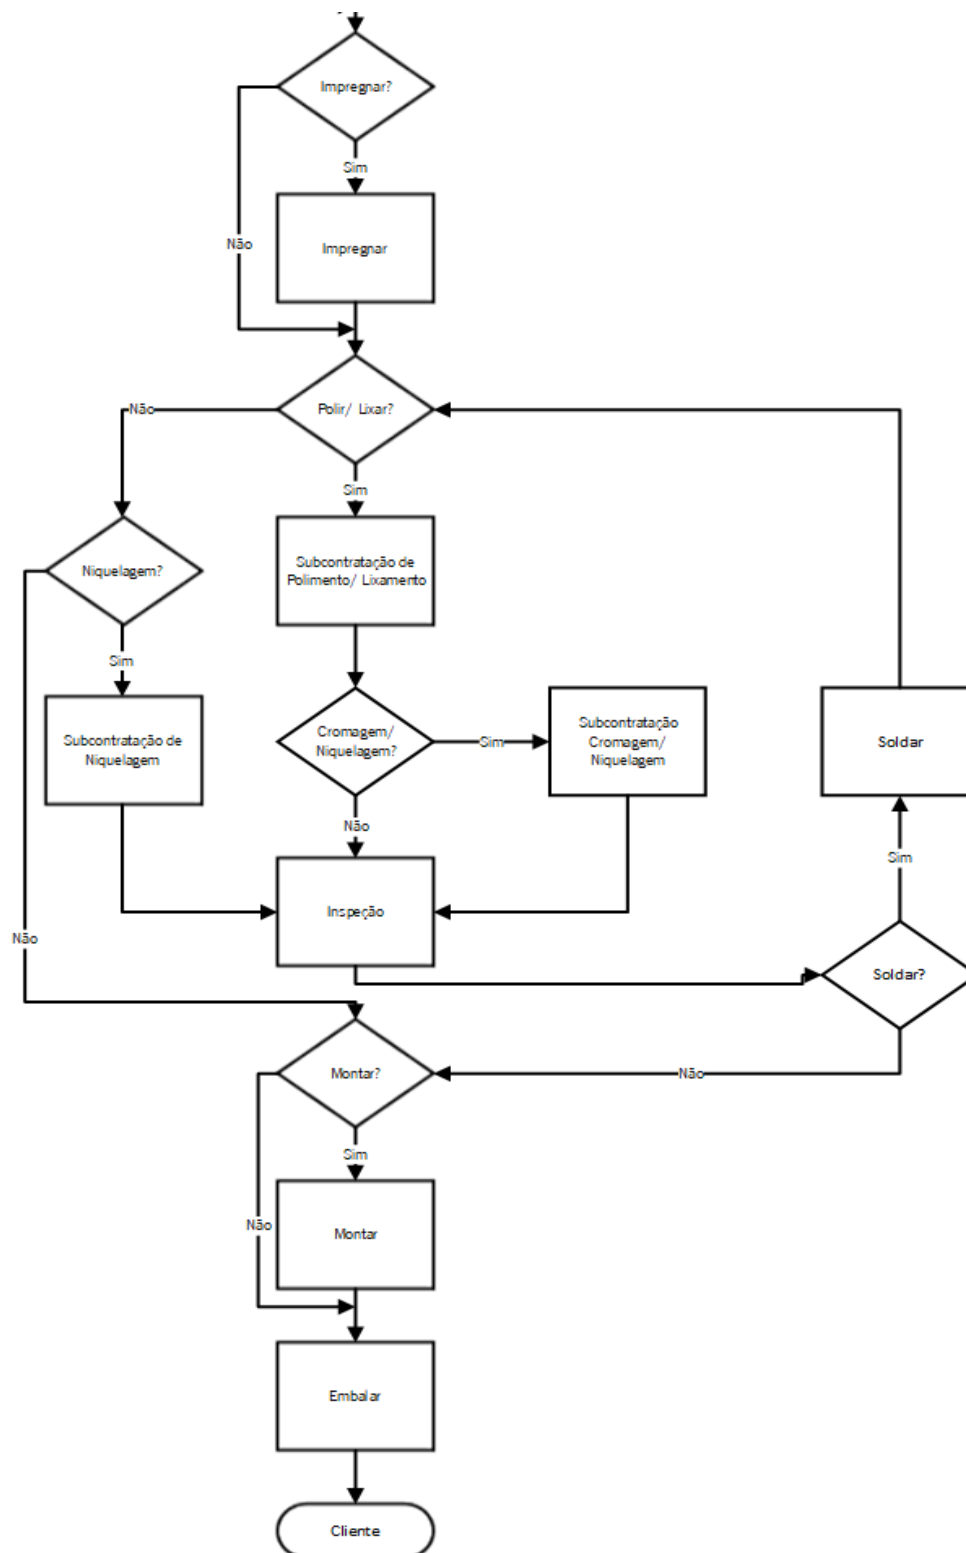 Impregnar?
Sim
Não
Impregnar
Polir/ Lixar?
Não
Sim
Niquelagem?
Subcontratação de
Polimento/ Lixamento
Sim
Subcontratação de
Niquelagem
Cromagem/
Niquelagem?
Sim
Subcontratação
Cromagem/
Niquelagem
Soldar
Não
Sim
Inspeção
Não
Soldar?
Montar?
Não
Sim
Não
Montar
Embalar
Cliente